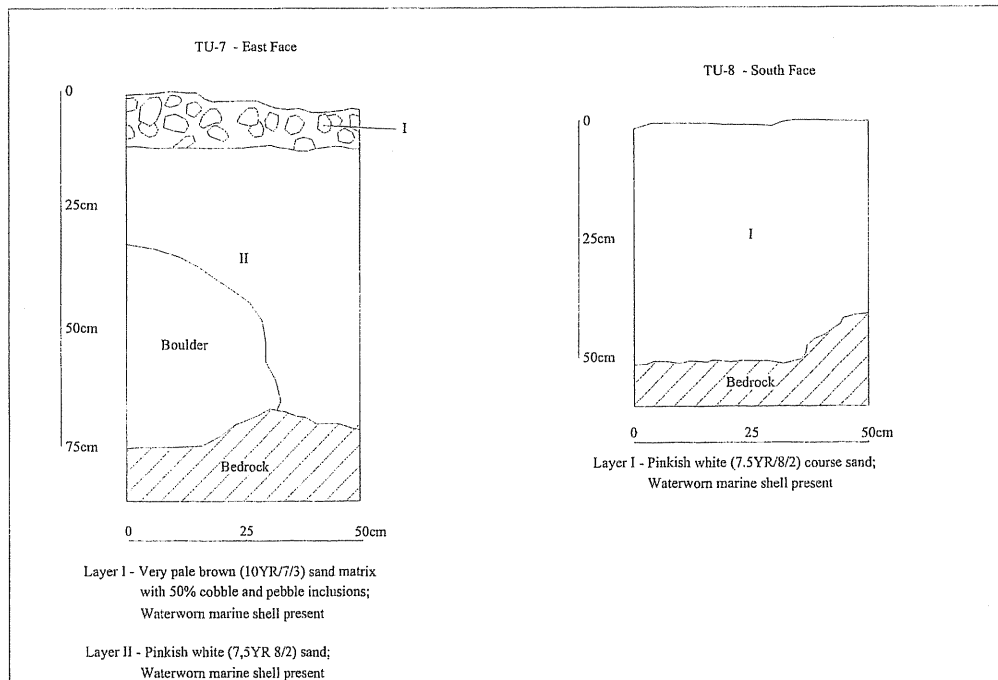 TU-7 - East Face
0
I
25cm
II
50cm
Boulder
75cm
Bedrock
0 25 50cm
Layer I - Very pale brown (10YR/7/3) sand matrix
with 50% cobble and pebble inclusions;
Waterworn marine shell present
Layer II - Pinkish white (7,5YR 8/2) sand;
Waterworn marine shell present
TU-8 - South Face
0
I
25cm
50cm
Bedrock
0 25 50cm
Layer I - Pinkish white (7.5YR/8/2) course sand;
Waterworn marine shell present